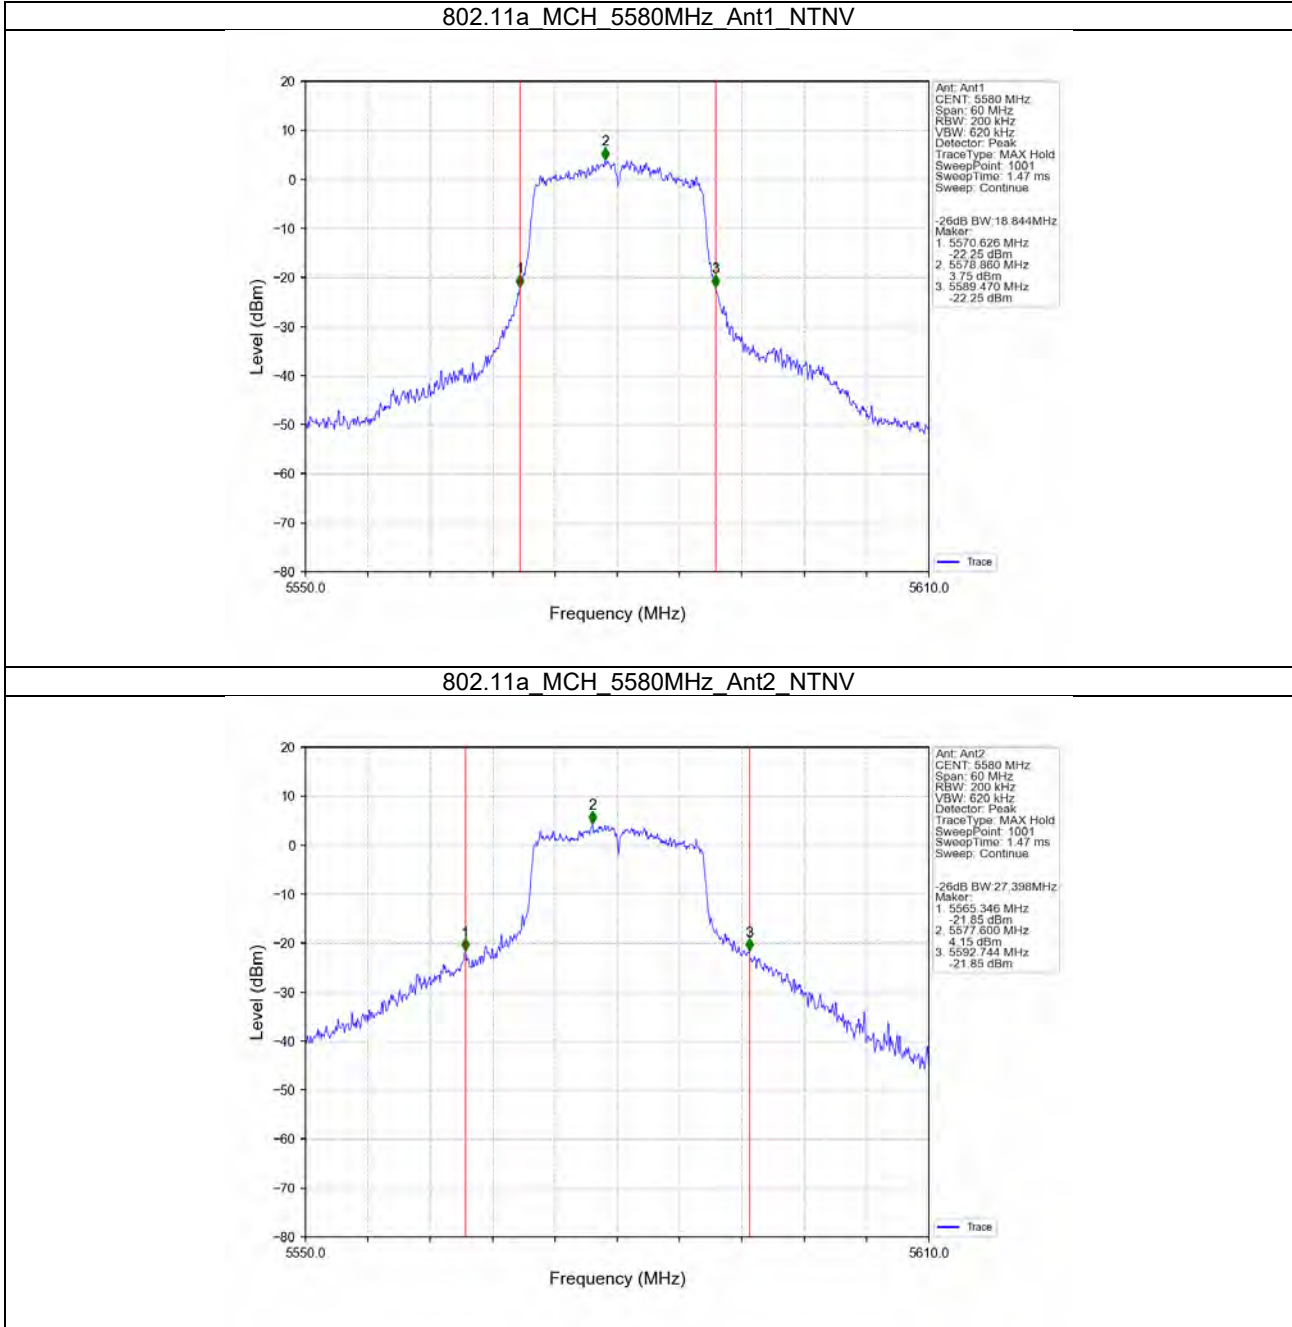 802.11a_MCH_5580MHz_Ant1_NTNV
20
10
0
−10
−20
−30
−40
−50
−60
−70
−80
Level (dBm)
1
2
3
5550.0
5610.0
Frequency (MHz)
Ant: Ant1
CENT: 5580 MHz
Span: 60 MHz
RBW: 200 kHz
VBW: 620 kHz
Detector: Peak
TraceType: MAX Hold
SweepPoint: 1001
SweepTime: 1.47 ms
Sweep: Continue
-26dB BW:18.844MHz
Maker:
1. 5570.626 MHz
-22.25 dBm
2. 5578.860 MHz
3.75 dBm
3. 5589.470 MHz
-22.25 dBm
Trace
802.11a_MCH_5580MHz_Ant2_NTNV
20
10
0
−10
−20
−30
−40
−50
−60
−70
−80
Level (dBm)
1
2
3
5550.0
5610.0
Frequency (MHz)
Ant: Ant2
CENT: 5580 MHz
Span: 60 MHz
RBW: 200 kHz
VBW: 620 kHz
Detector: Peak
TraceType: MAX Hold
SweepPoint: 1001
SweepTime: 1.47 ms
Sweep: Continue
-26dB BW:27.398MHz
Maker:
1. 5565.346 MHz
-21.85 dBm
2. 5577.600 MHz
4.15 dBm
3. 5592.744 MHz
-21.85 dBm
Trace